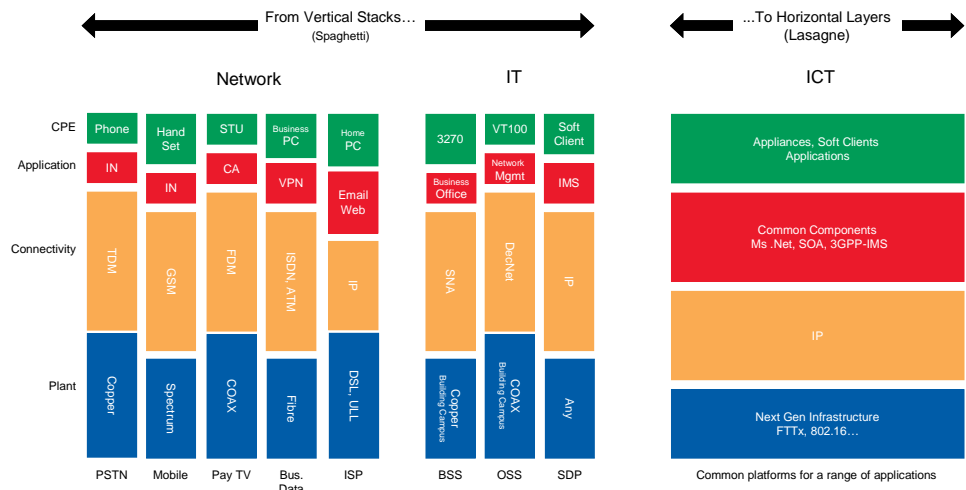 From Vertical Stacks…
(Spaghetti)
...To Horizontal Layers
(Lasagne)
Network
IT
ICT
CPE
Application
Connectivity
Plant
Phone
IN
TDM
Copper
PSTN
Hand
Set
IN
GSM
Spectrum
Mobile
STU
CA
FDM
COAX
Pay TV
Business
PC
VPN
ISDN, ATM
Fibre
Bus.
Data
Home
PC
Email
Web
IP
DSL, ULL
ISP
3270
Business
Office
SNA
Copper
Building Campus
BSS
VT100
Network
Mgmt
DecNet
COAX
Building Campus
OSS
Soft
Client
IMS
IP
Any
SDP
Appliances, Soft Clients
Applications
Common Components
Ms .Net, SOA, 3GPP-IMS
IP
Next Gen Infrastructure
FTTx, 802.16…
Common platforms for a range of applications